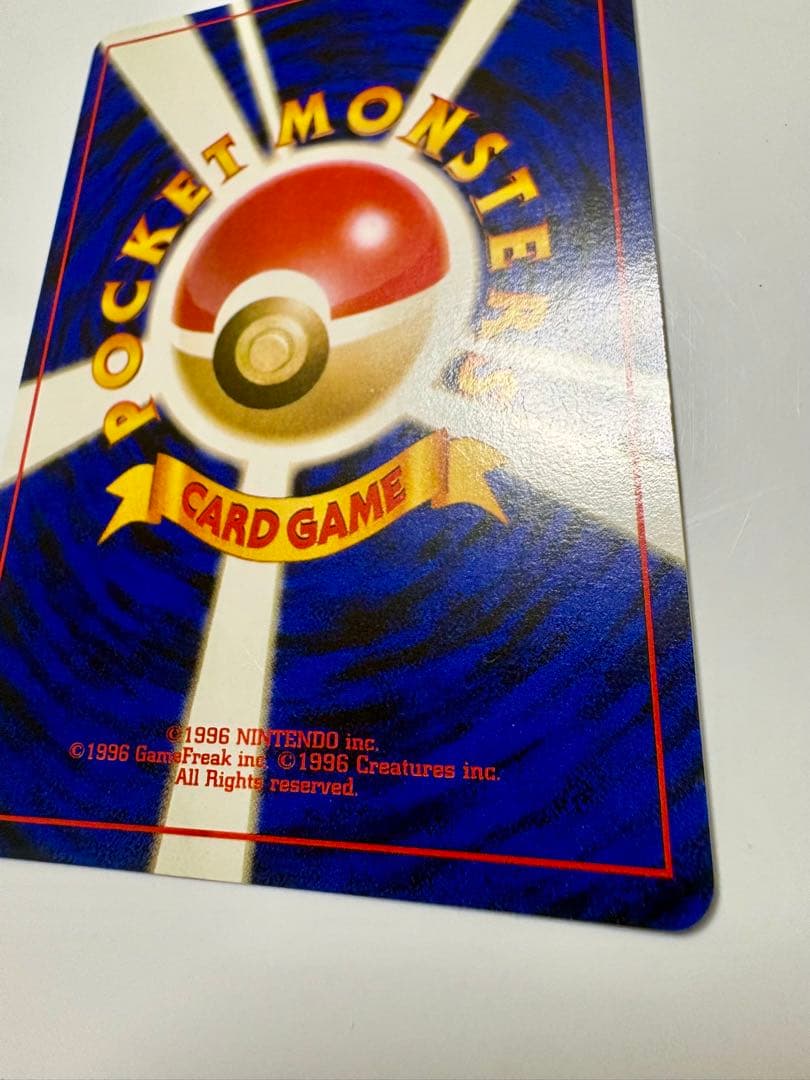 POCKET MONSTERS
CARD GAME
©1996 NINTENDO inc.
©1996 GameFreak inc. ©1996 Creatures inc.
All Rights reserved.